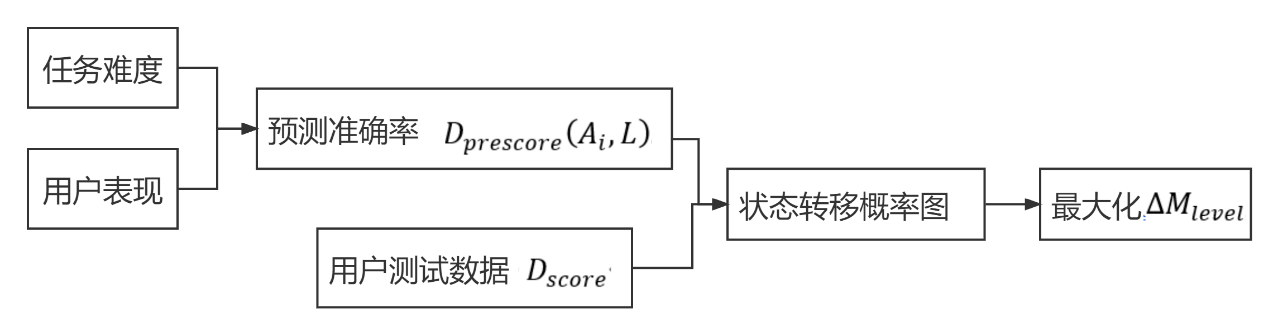 任务难度
用户表现
预测准确率 D_{prescore}(A_i, L)
用户测试数据 D_{score}
状态转移概率图
最大化 ΔM_{level}